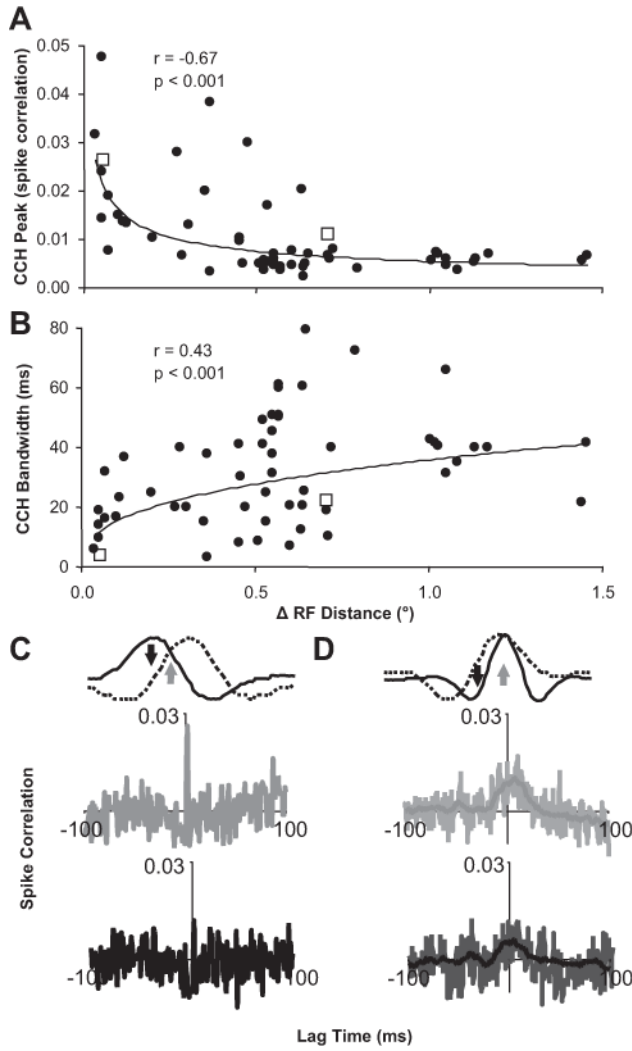 A
0.05
0.04
0.03
0.02
0.01
0
CCH Peak (spike correlation)
r = -0.67
p < 0.001
B
80
60
40
20
0
CCH Bandwidth (ms)
r = 0.43
p < 0.001
0.0
0.5
1.0
1.5
Δ RF Distance (°)
C
D
0.03
0.03
-100
100
-100
100
0.03
0.03
-100
100
-100
100
Spike Correlation
Lag Time (ms)